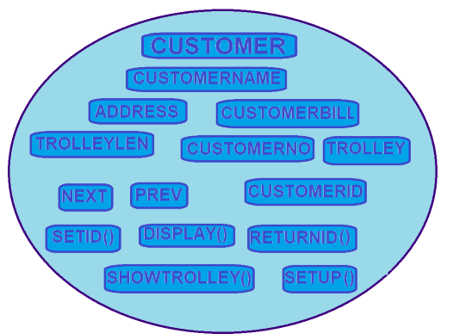 CUSTOMER
CUSTOMERNAME
ADDRESS
CUSTOMERBILL
TROLLEYLEN
CUSTOMERNO
TROLLEY
NEXT
PREV
CUSTOMERID
SETID()
DISPLAY()
RETURNID()
SHOWTROLLEY()
SETUP()